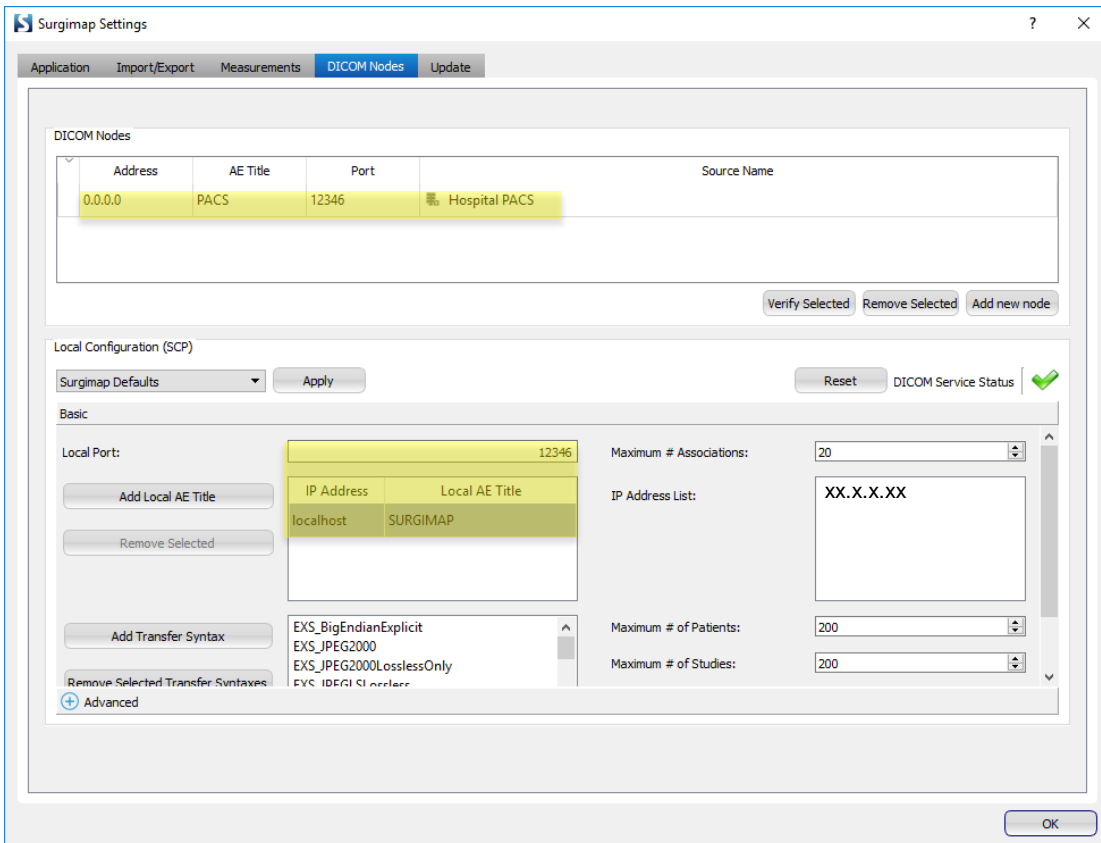 Surgimap Settings
Application Import/Export Measurements DICOM Nodes Update
DICOM Nodes
Address AE Title Port Source Name
0.0.0.0 PACS 12346 Hospital PACS
Verify Selected Remove Selected Add new node
Local Configuration (SCP)
Surgimap Defaults Apply Reset DICOM Service Status
Basic
Local Port: 12346 Maximum # Associations: 20
Add Local AE Title IP Address Local AE Title IP Address List: XX.X.X.XX
localhost SURGIMAP
Remove Selected
Add Transfer Syntax EXS_BigEndianExplicit Maximum # of Patients: 200
EXS_JPEG2000
EXS_JPEG2000LosslessOnly Maximum # of Studies: 200
Remove Selected Transfer Syntaxes EXS_JPEGLSLossless
Advanced
OK